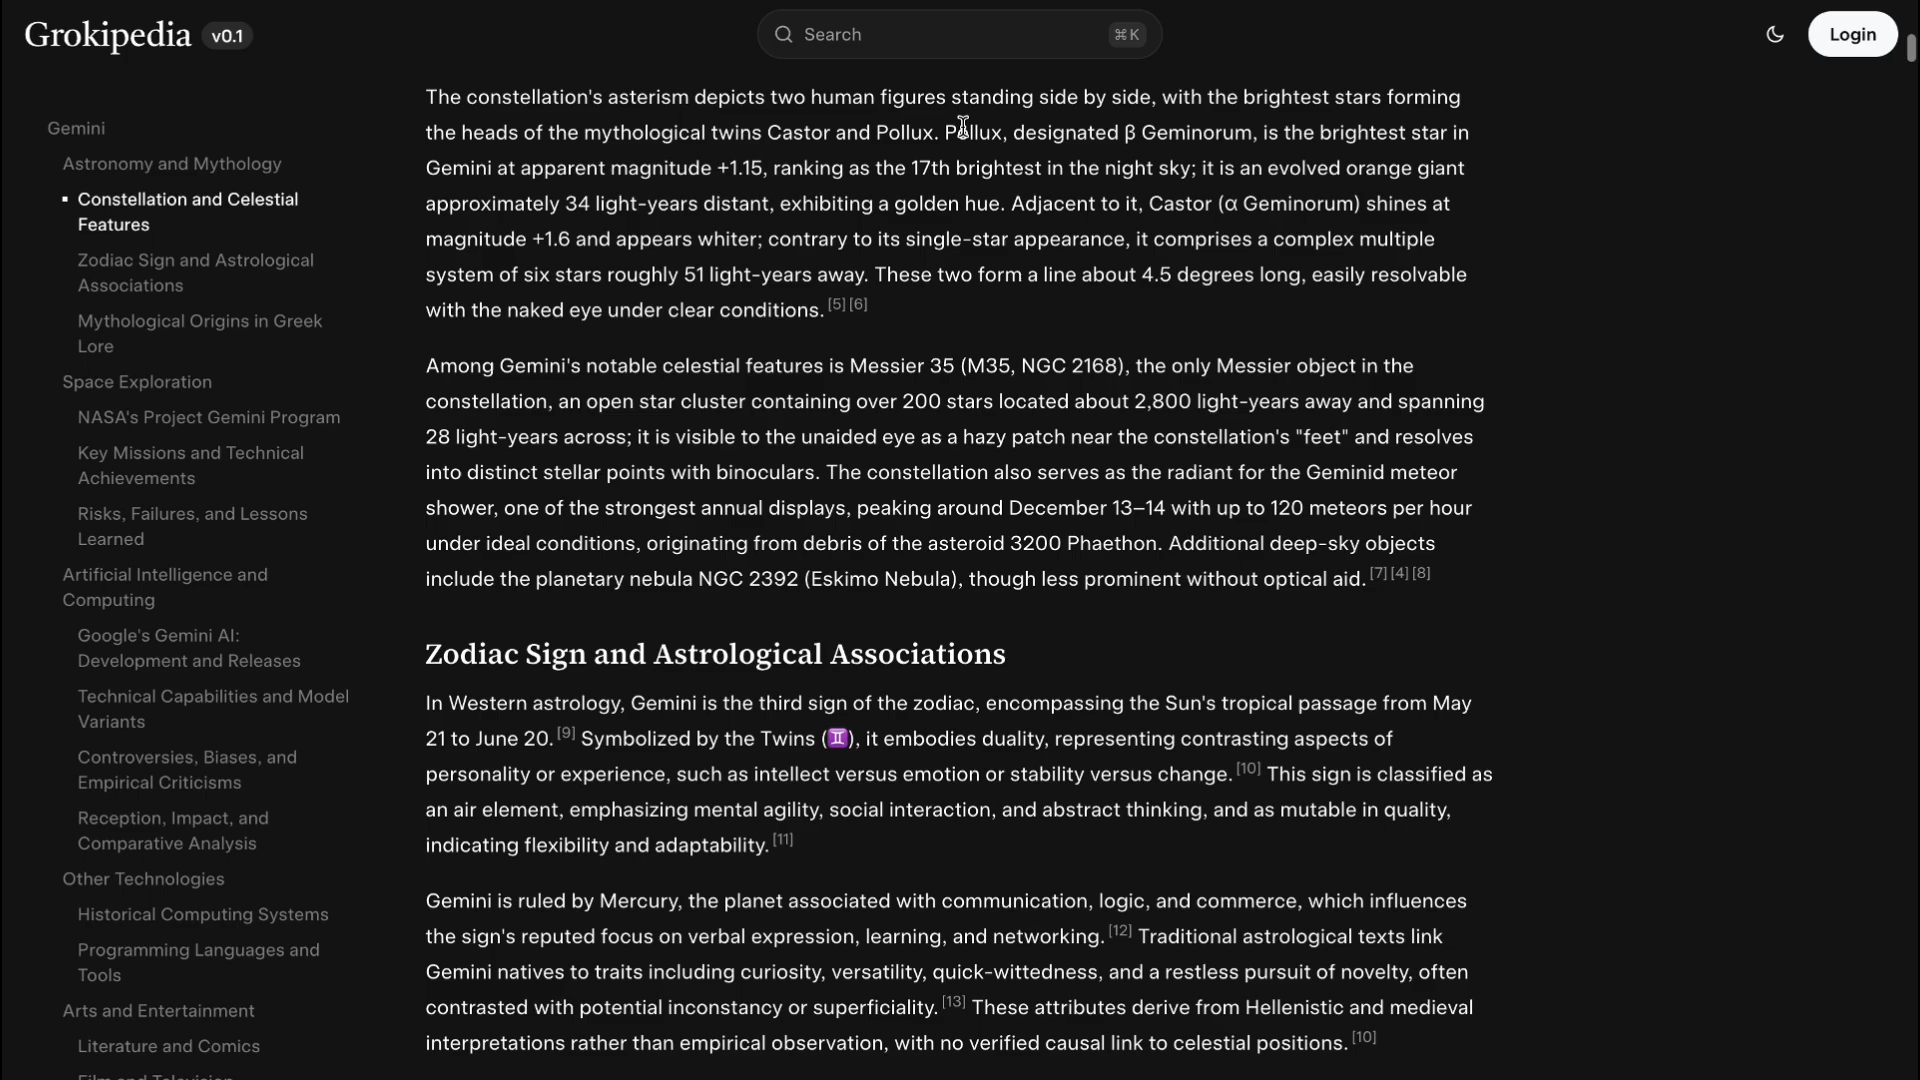 Grokipedia v0.1
Search ⌘K
Login
Gemini
Astronomy and Mythology
▪ Constellation and Celestial
Features
Zodiac Sign and Astrological
Associations
Mythological Origins in Greek
Lore
Space Exploration
NASA's Project Gemini Program
Key Missions and Technical
Achievements
Risks, Failures, and Lessons
Learned
Artificial Intelligence and
Computing
Google's Gemini AI:
Development and Releases
Technical Capabilities and Model
Variants
Controversies, Biases, and
Empirical Criticisms
Reception, Impact, and
Comparative Analysis
Other Technologies
Historical Computing Systems
Programming Languages and
Tools
Arts and Entertainment
Literature and Comics
Film and Television
The constellation's asterism depicts two human figures standing side by side, with the brightest stars forming
the heads of the mythological twins Castor and Pollux. Pollux, designated β Geminorum, is the brightest star in
Gemini at apparent magnitude +1.15, ranking as the 17th brightest in the night sky; it is an evolved orange giant
approximately 34 light-years distant, exhibiting a golden hue. Adjacent to it, Castor (α Geminorum) shines at
magnitude +1.6 and appears whiter; contrary to its single-star appearance, it comprises a complex multiple
system of six stars roughly 51 light-years away. These two form a line about 4.5 degrees long, easily resolvable
with the naked eye under clear conditions. [5] [6]
Among Gemini's notable celestial features is Messier 35 (M35, NGC 2168), the only Messier object in the
constellation, an open star cluster containing over 200 stars located about 2,800 light-years away and spanning
28 light-years across; it is visible to the unaided eye as a hazy patch near the constellation's "feet" and resolves
into distinct stellar points with binoculars. The constellation also serves as the radiant for the Geminid meteor
shower, one of the strongest annual displays, peaking around December 13–14 with up to 120 meteors per hour
under ideal conditions, originating from debris of the asteroid 3200 Phaethon. Additional deep-sky objects
include the planetary nebula NGC 2392 (Eskimo Nebula), though less prominent without optical aid. [7] [4] [8]
Zodiac Sign and Astrological Associations
In Western astrology, Gemini is the third sign of the zodiac, encompassing the Sun's tropical passage from May
21 to June 20. [9] Symbolized by the Twins (♊), it embodies duality, representing contrasting aspects of
personality or experience, such as intellect versus emotion or stability versus change. [10] This sign is classified as
an air element, emphasizing mental agility, social interaction, and abstract thinking, and as mutable in quality,
indicating flexibility and adaptability. [11]
Gemini is ruled by Mercury, the planet associated with communication, logic, and commerce, which influences
the sign's reputed focus on verbal expression, learning, and networking. [12] Traditional astrological texts link
Gemini natives to traits including curiosity, versatility, quick-wittedness, and a restless pursuit of novelty, often
contrasted with potential inconstancy or superficiality. [13] These attributes derive from Hellenistic and medieval
interpretations rather than empirical observation, with no verified causal link to celestial positions. [10]